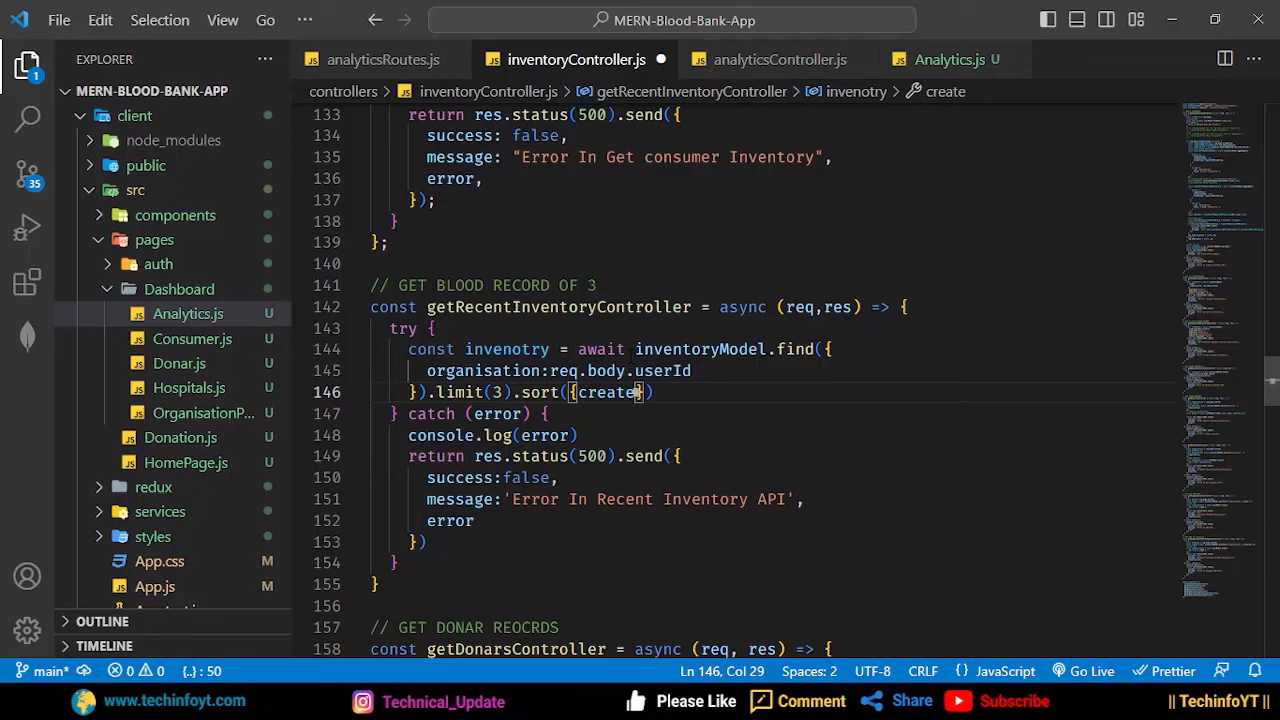 File Edit Selection View Go ··· MERN-Blood-Bank-App
EXPLORER ···
analyticsRoutes.js inventoryController.js analyticsController.js Analytics.js U
controllers > inventoryController.js > getRecentInventoryController > invenotry > create
1
35
MERN-BLOOD-BANK-APP
client
node_modules
public
src
components
pages
auth
Dashboard
Analytics.js U
Consumer.js U
Donar.js U
Hospitals.js U
OrganisationP... U
Donation.js U
HomePage.js U
redux
services
styles
App.css M
App.js M
OUTLINE
TIMELINE
133 return res.status(500).send({
134 success: false,
135 message: "Error In Get consumer Inventory",
136 error,
137 });
138 }
139 };
140
141 // GET BLOOD RECORD OF 3
142 const getRecentInventoryController = async (req,res) => {
143 try {
144 const invenotry = await inventoryModel.find({
145 organisation:req.body.userId
146 }).limit(3).sort({create})
147 } catch (error) {
148 console.log(error)
149 return res.status(500).send({
150 success:false,
151 message: 'Error In Recent Inventory API',
152 error
153 })
154 }
155 }
156
157 // GET DONAR REOCRDS
158 const getDonarsController = async (req, res) => {
main* 0 0 {..} : 50 Ln 146, Col 29 Spaces: 2 UTF-8 CRLF {} JavaScript Go Live Prettier
www.techinfoyt.com Technical_Update Please Like Comment Share Subscribe || TechinfoYT ||